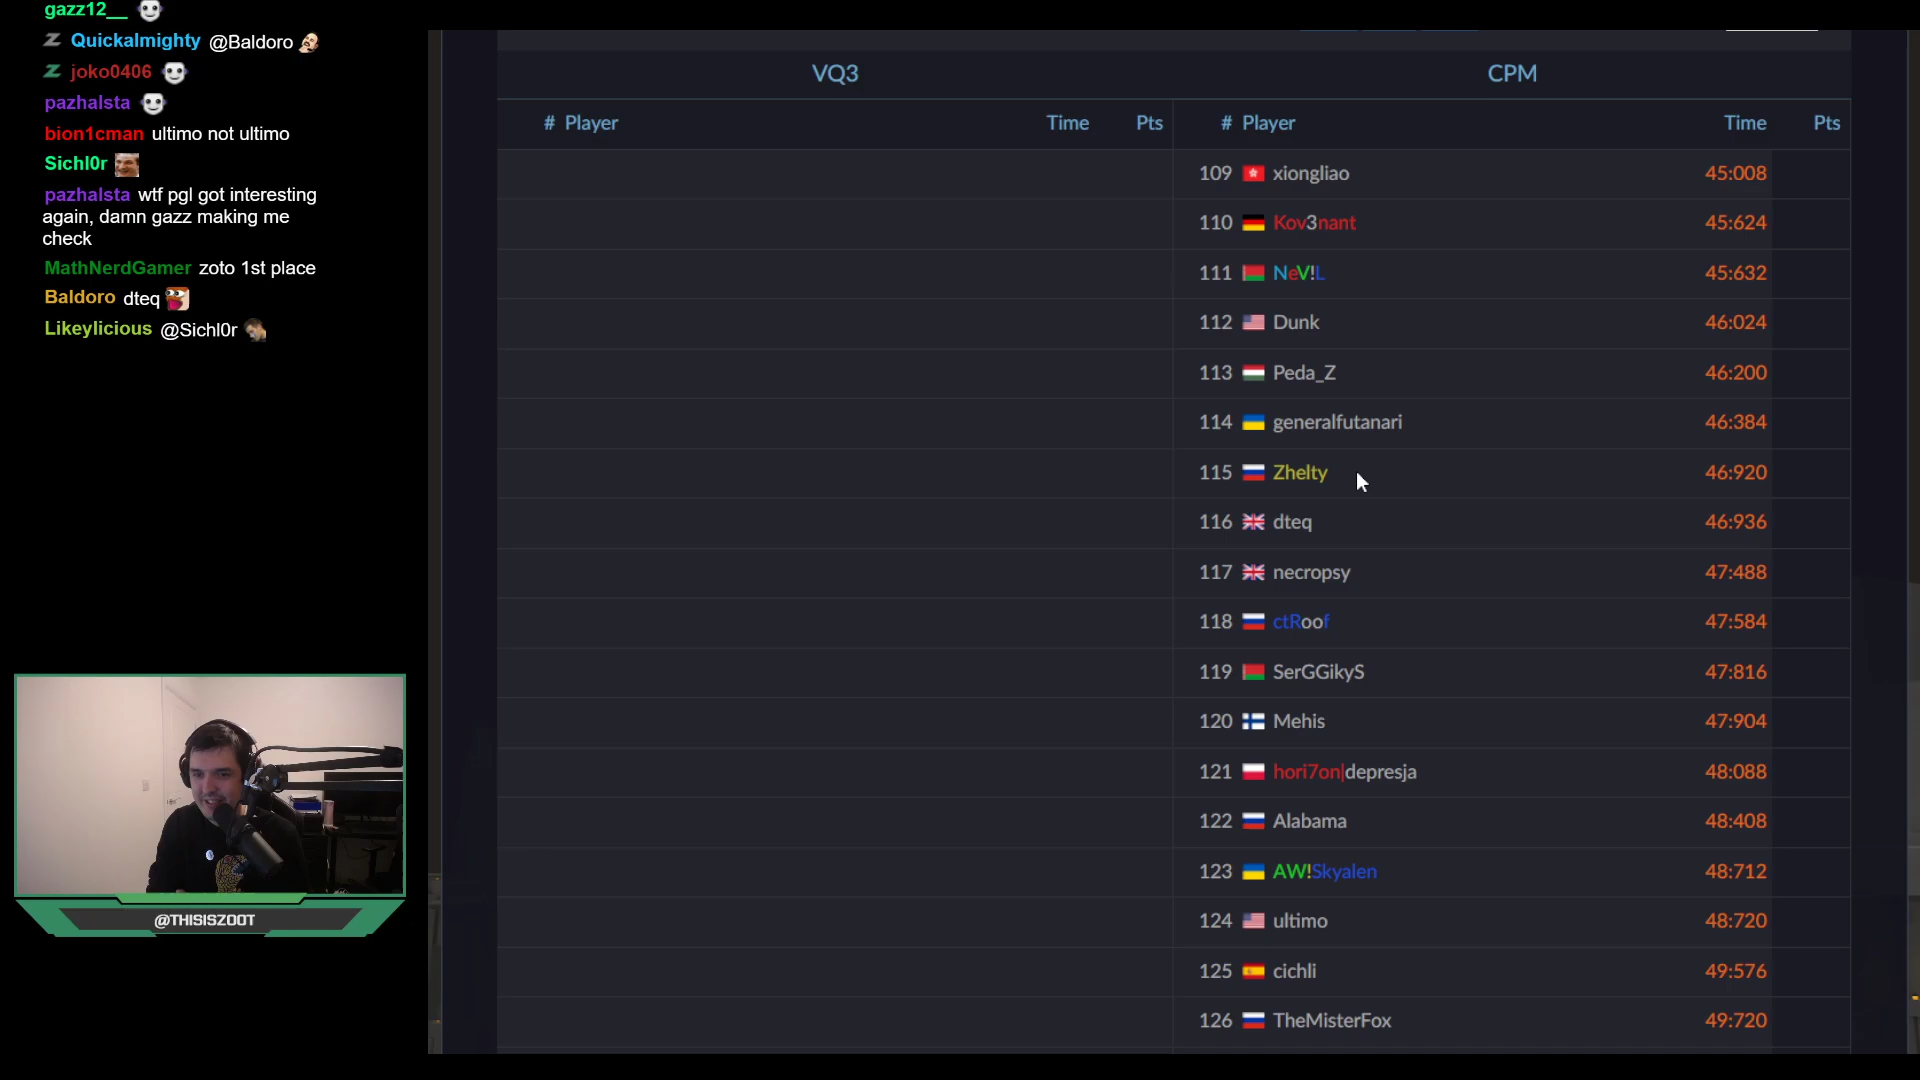 gazz12__
Quickalmighty @Baldoro
joko0406
pazhalsta
bion1cman ultimo not ultimo
Sichl0r
pazhalsta wtf pgl got interesting
again, damn gazz making me
check
MathNerdGamer zoto 1st place
Baldoro dteq
Likeylicious @Sichl0r
@THISISZOOT
VQ3
CPM
# Player Time Pts
# Player Time Pts
109 xiongliao 45:008
110 Kov3nant 45:624
111 NeV!L 45:632
112 Dunk 46:024
113 Peda_Z 46:200
114 generalfutanari 46:384
115 Zhelty 46:920
116 dteq 46:936
117 necropsy 47:488
118 ctRoof 47:584
119 SerGGikyS 47:816
120 Mehis 47:904
121 hori7on|depresja 48:088
122 Alabama 48:408
123 AW!Skyalen 48:712
124 ultimo 48:720
125 cichli 49:576
126 TheMisterFox 49:720